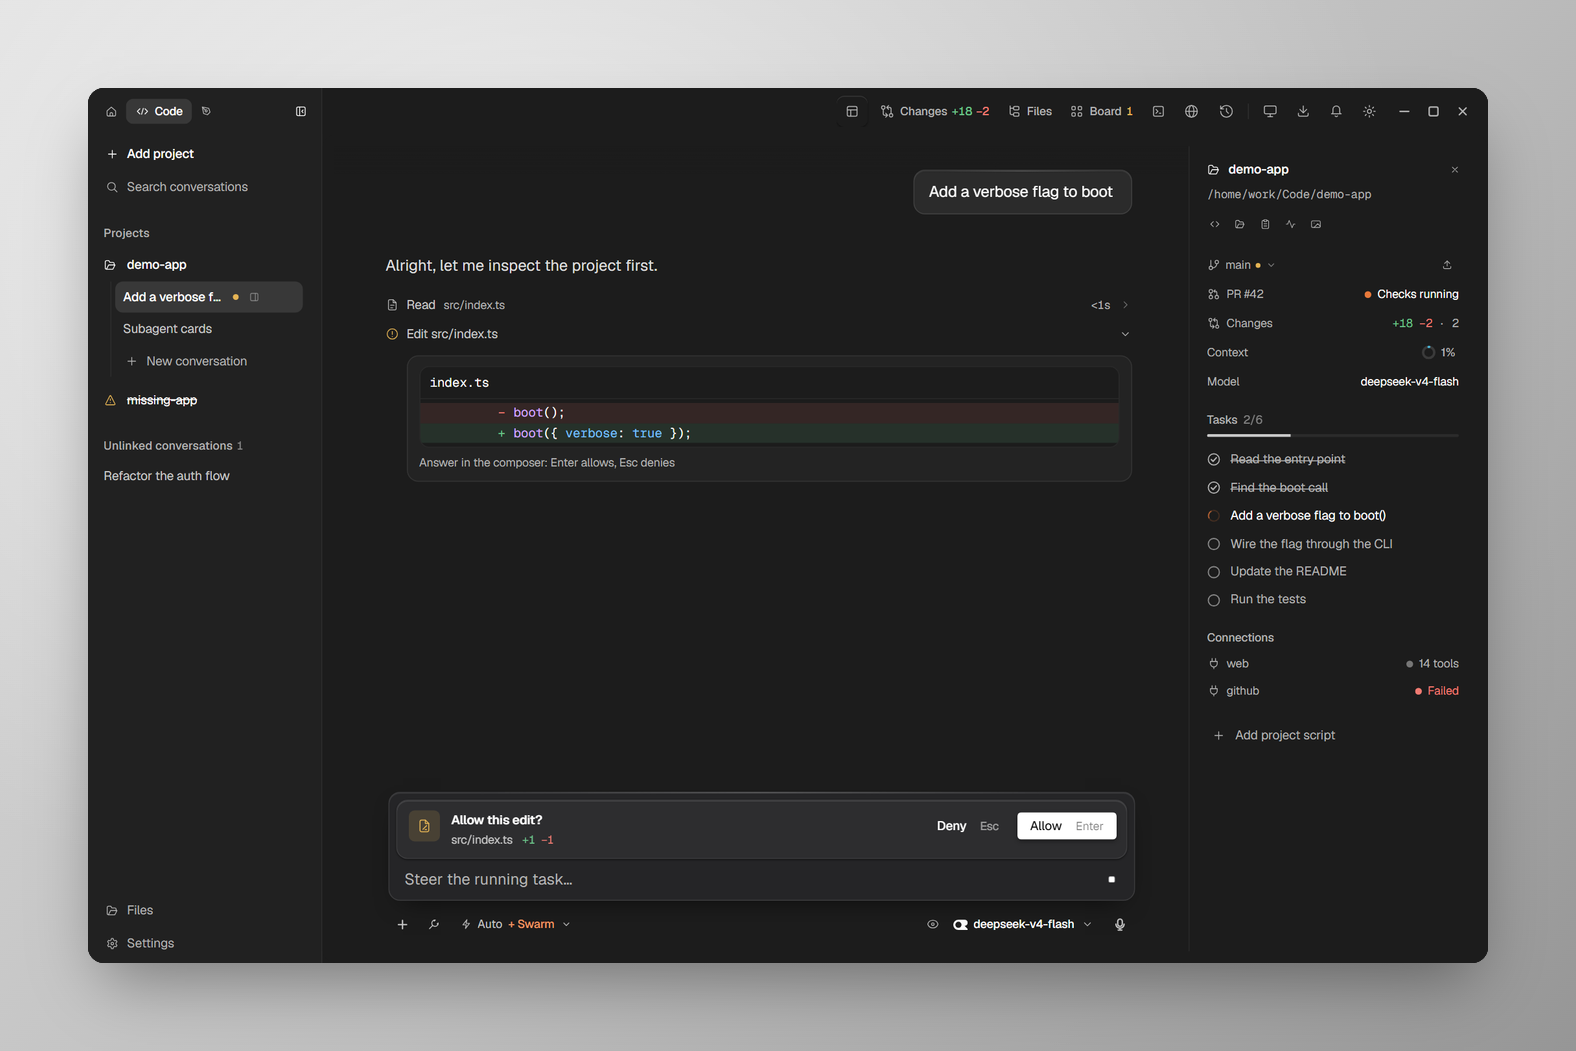 Code
Changes +18 -2
Files
Board 1
Add project
Search conversations
Projects
demo-app
Add a verbose f...
Subagent cards
New conversation
missing-app
Unlinked conversations 1
Refactor the auth flow
Files
Settings
Add a verbose flag to boot
Alright, let me inspect the project first.
Read src/index.ts <1s
Edit src/index.ts
index.ts
- boot();
+ boot({ verbose: true });
Answer in the composer: Enter allows, Esc denies
Allow this edit?
src/index.ts +1 -1
Deny Esc
Allow Enter
Steer the running task...
Auto + Swarm
deepseek-v4-flash
demo-app
/home/work/Code/demo-app
main
PR #42 Checks running
Changes +18 -2 · 2
Context 1%
Model deepseek-v4-flash
Tasks 2/6
Read the entry point
Find the boot call
Add a verbose flag to boot()
Wire the flag through the CLI
Update the README
Run the tests
Connections
web 14 tools
github Failed
Add project script